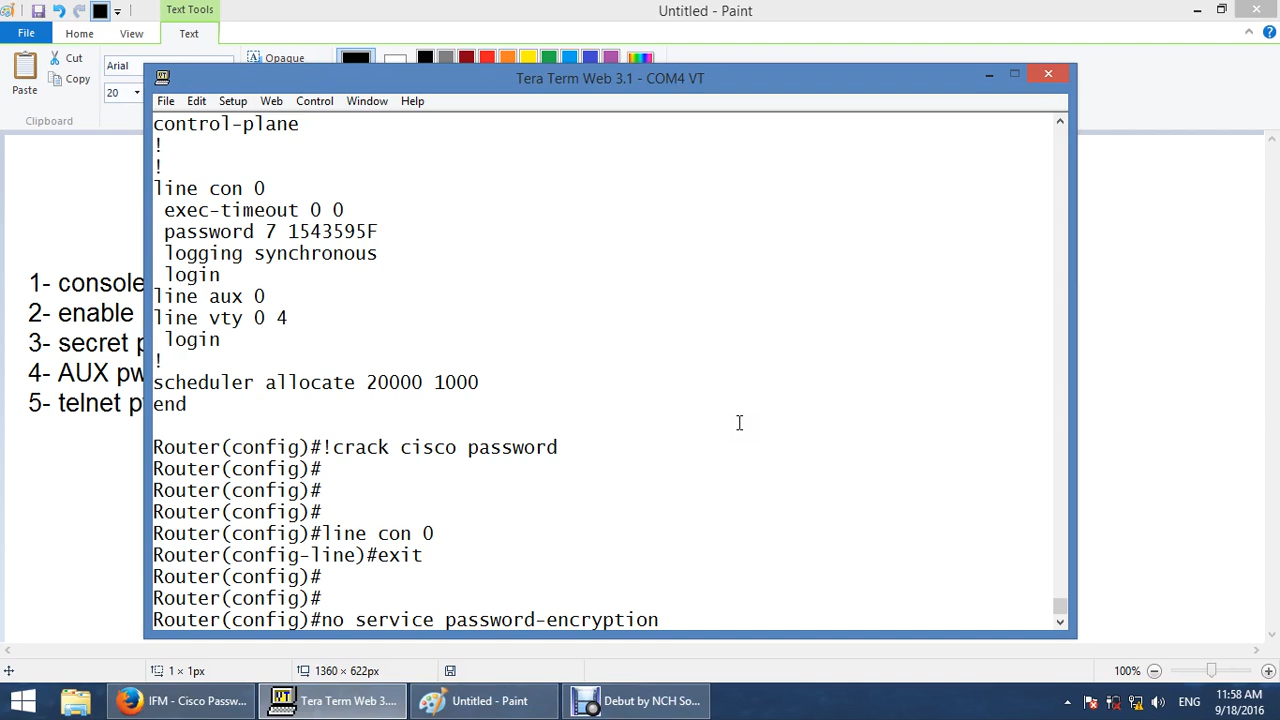 Text Tools
Untitled - Paint
File
Home
View
Text
Paste
Cut
Copy
Clipboard
Arial
20
Opaque
Tera Term Web 3.1 - COM4 VT
File Edit Setup Web Control Window Help
control-plane
!
!
line con 0
exec-timeout 0 0
password 7 1543595F
logging synchronous
login
line aux 0
line vty 0 4
login
!
scheduler allocate 20000 1000
end
Router(config)#!crack cisco password
Router(config)#
Router(config)#
Router(config)#
Router(config)#line con 0
Router(config-line)#exit
Router(config)#
Router(config)#
Router(config)#no service password-encryption
1- console
2- enable
3- secret p
4- AUX pw
5- telnet p
1 × 1px
1360 × 622px
100%
IFM - Cisco Passw...
Tera Term Web 3....
Untitled - Paint
Debut by NCH So...
ENG
11:58 AM
9/18/2016